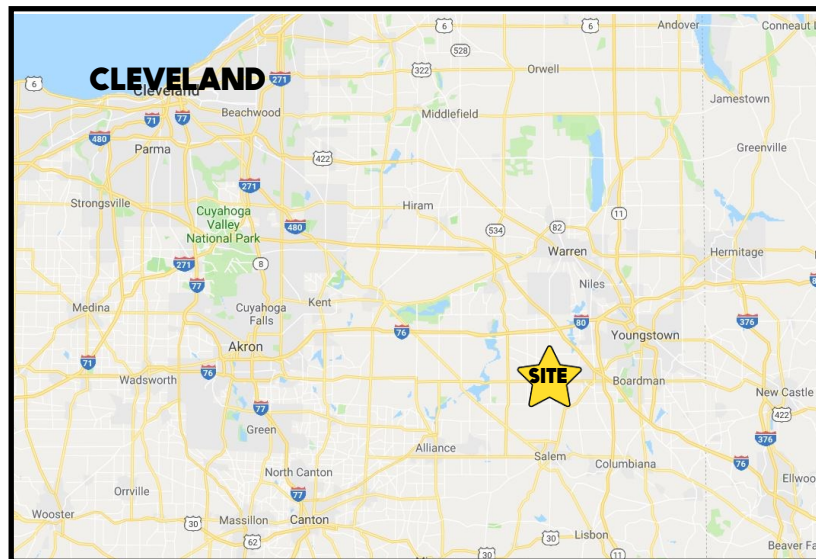 6
528
6
Andover
Conneaut L
CLEVELAND
Cleveland
271
322
Orwell
6
Jamestown
71
77
Beachwood
Middlefield
480
Parma
Greenville
422
271
Strongsville
Cuyahoga
Valley
National Park
Hiram
11
480
534
82
Warren
Hermitage
271
8
77
Niles
Medina
Cuyahoga
Falls
Kent
80
376
76
Youngstown
Akron
71
76
Wadsworth
SITE
Boardman
New Castle
77
422
Green
376
Alliance
Salem
Columbiana
76
North Canton
Ellwoo
Orrville
77
Wooster
30
Massillon
Canton
62
30
Lisbon
30
11
Beaver Fa